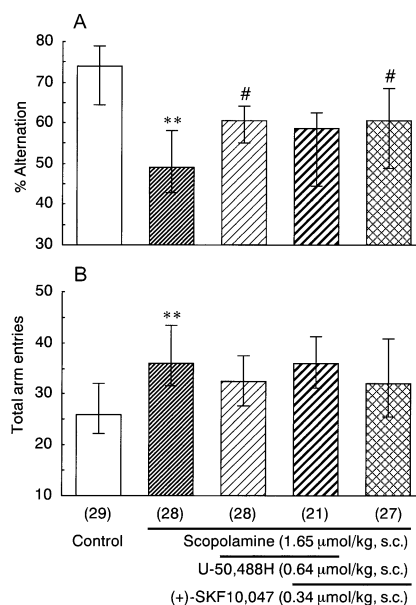 A
80
70
60
50
40
30
% Alternation
**
#
#
B
50
40
30
20
10
Total arm entries
**
(29) (28) (28) (21) (27)
Control Scopolamine (1.65 μmol/kg, s.c.)
U-50,488H (0.64 μmol/kg, s.c.)
(+)-SKF10,047 (0.34 μmol/kg, s.c.)